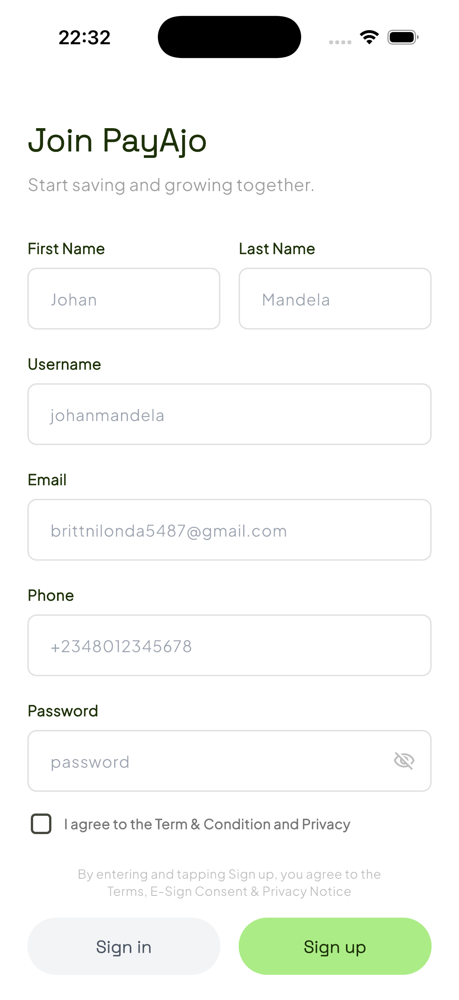 22:32
Join PayAjo
Start saving and growing together.
First Name
Last Name
Johan
Mandela
Username
johanmandela
Email
brittnilonda5487@gmail.com
Phone
+2348012345678
Password
password
I agree to the Term & Condition and Privacy
By entering and tapping Sign up, you agree to the
Terms, E-Sign Consent & Privacy Notice
Sign in
Sign up